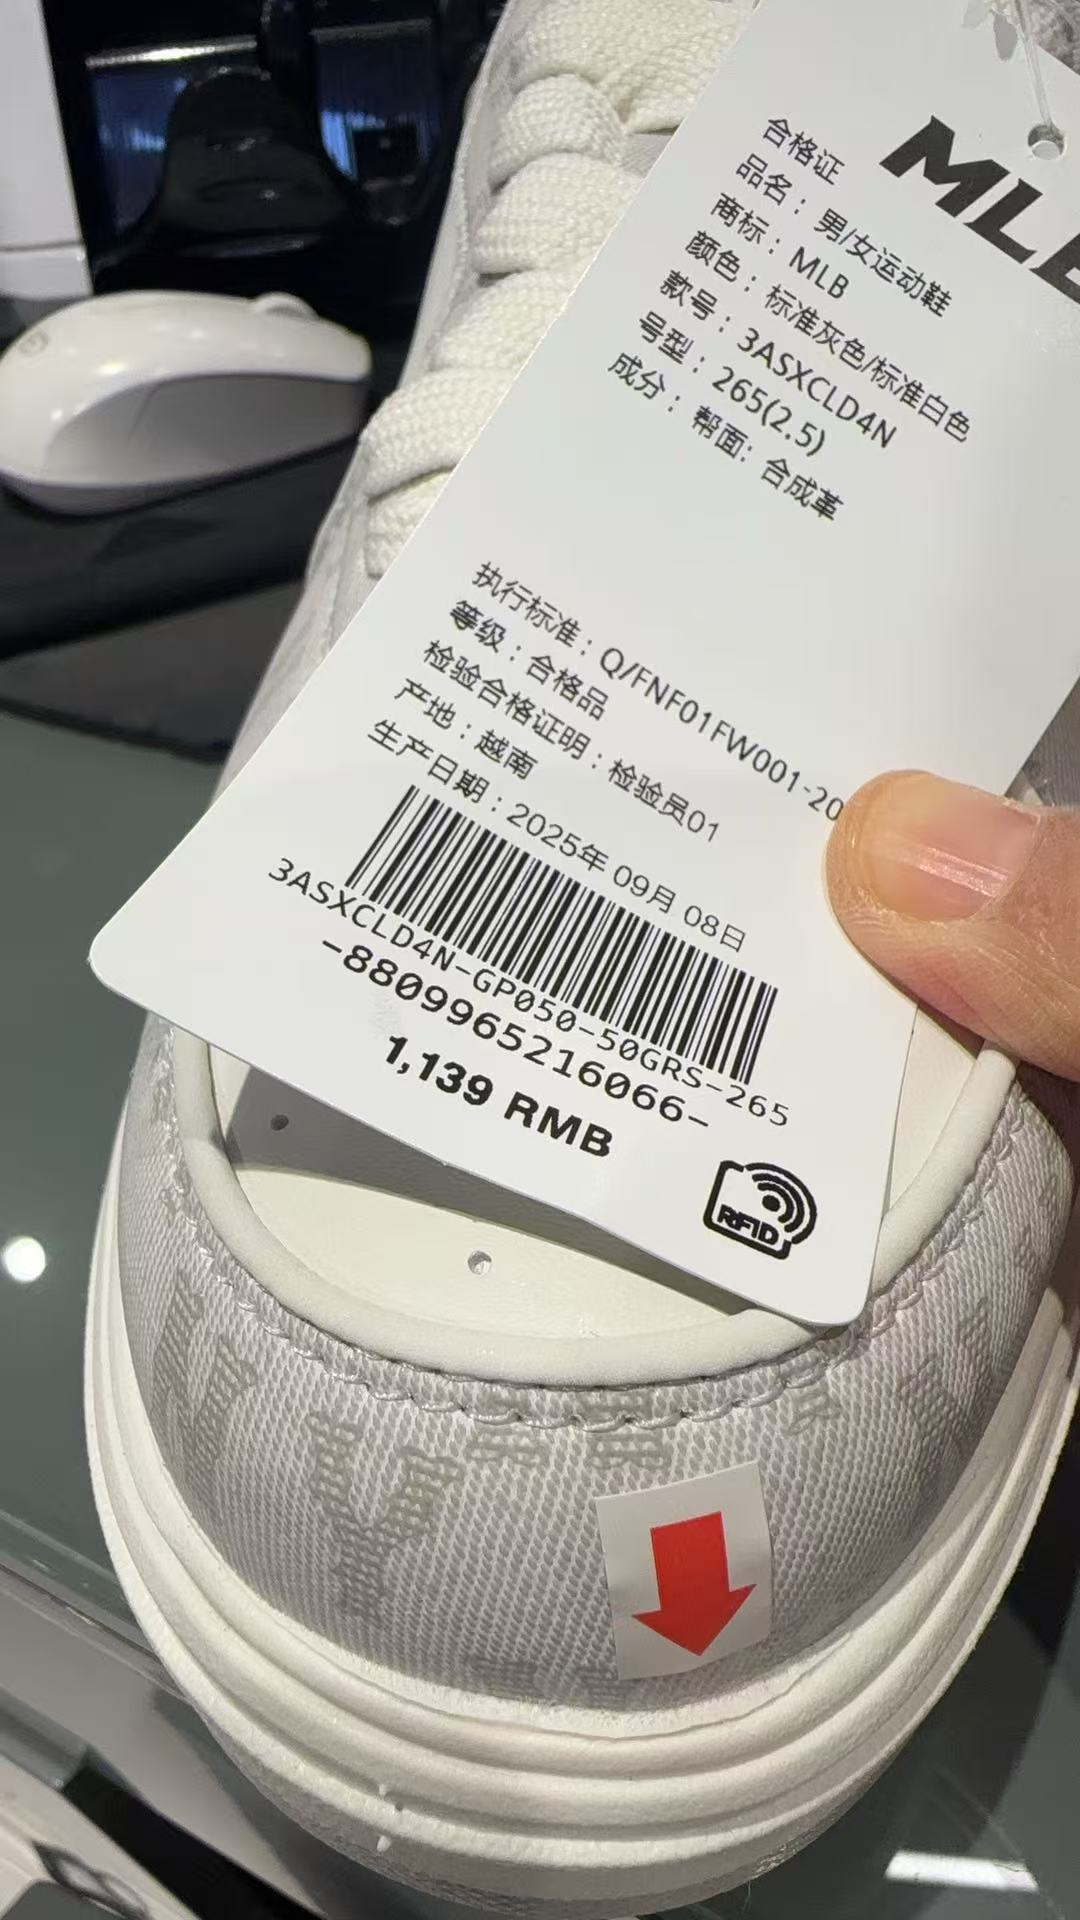 MLB
合格证
品名：男/女运动鞋
商标：MLB
颜色：标准灰色/标准白色
款号：3ASXCLD4N
号型：265(2.5)
成分：帮面: 合成革
执行标准：Q/FNF01FW001-20
等级：合格品
检验合格证明：检验员01
产地：越南
生产日期：2025年 09月 08日
3ASXCLD4N-GP050-50GRS-265
-8809965216066-
1,139 RMB
RFID